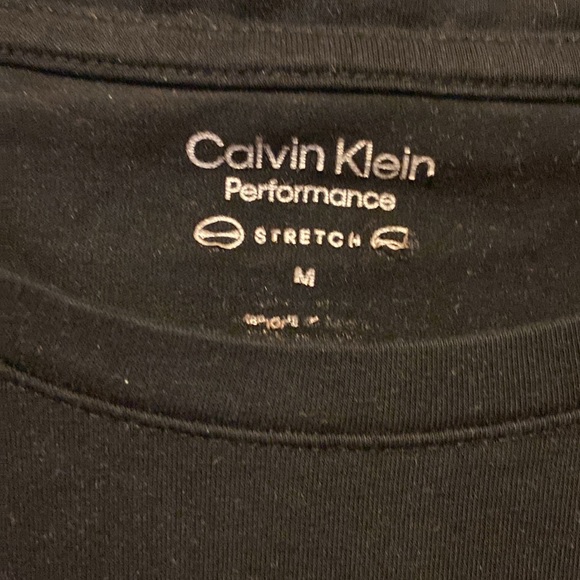 Calvin Klein
Performance
STRETCH
M